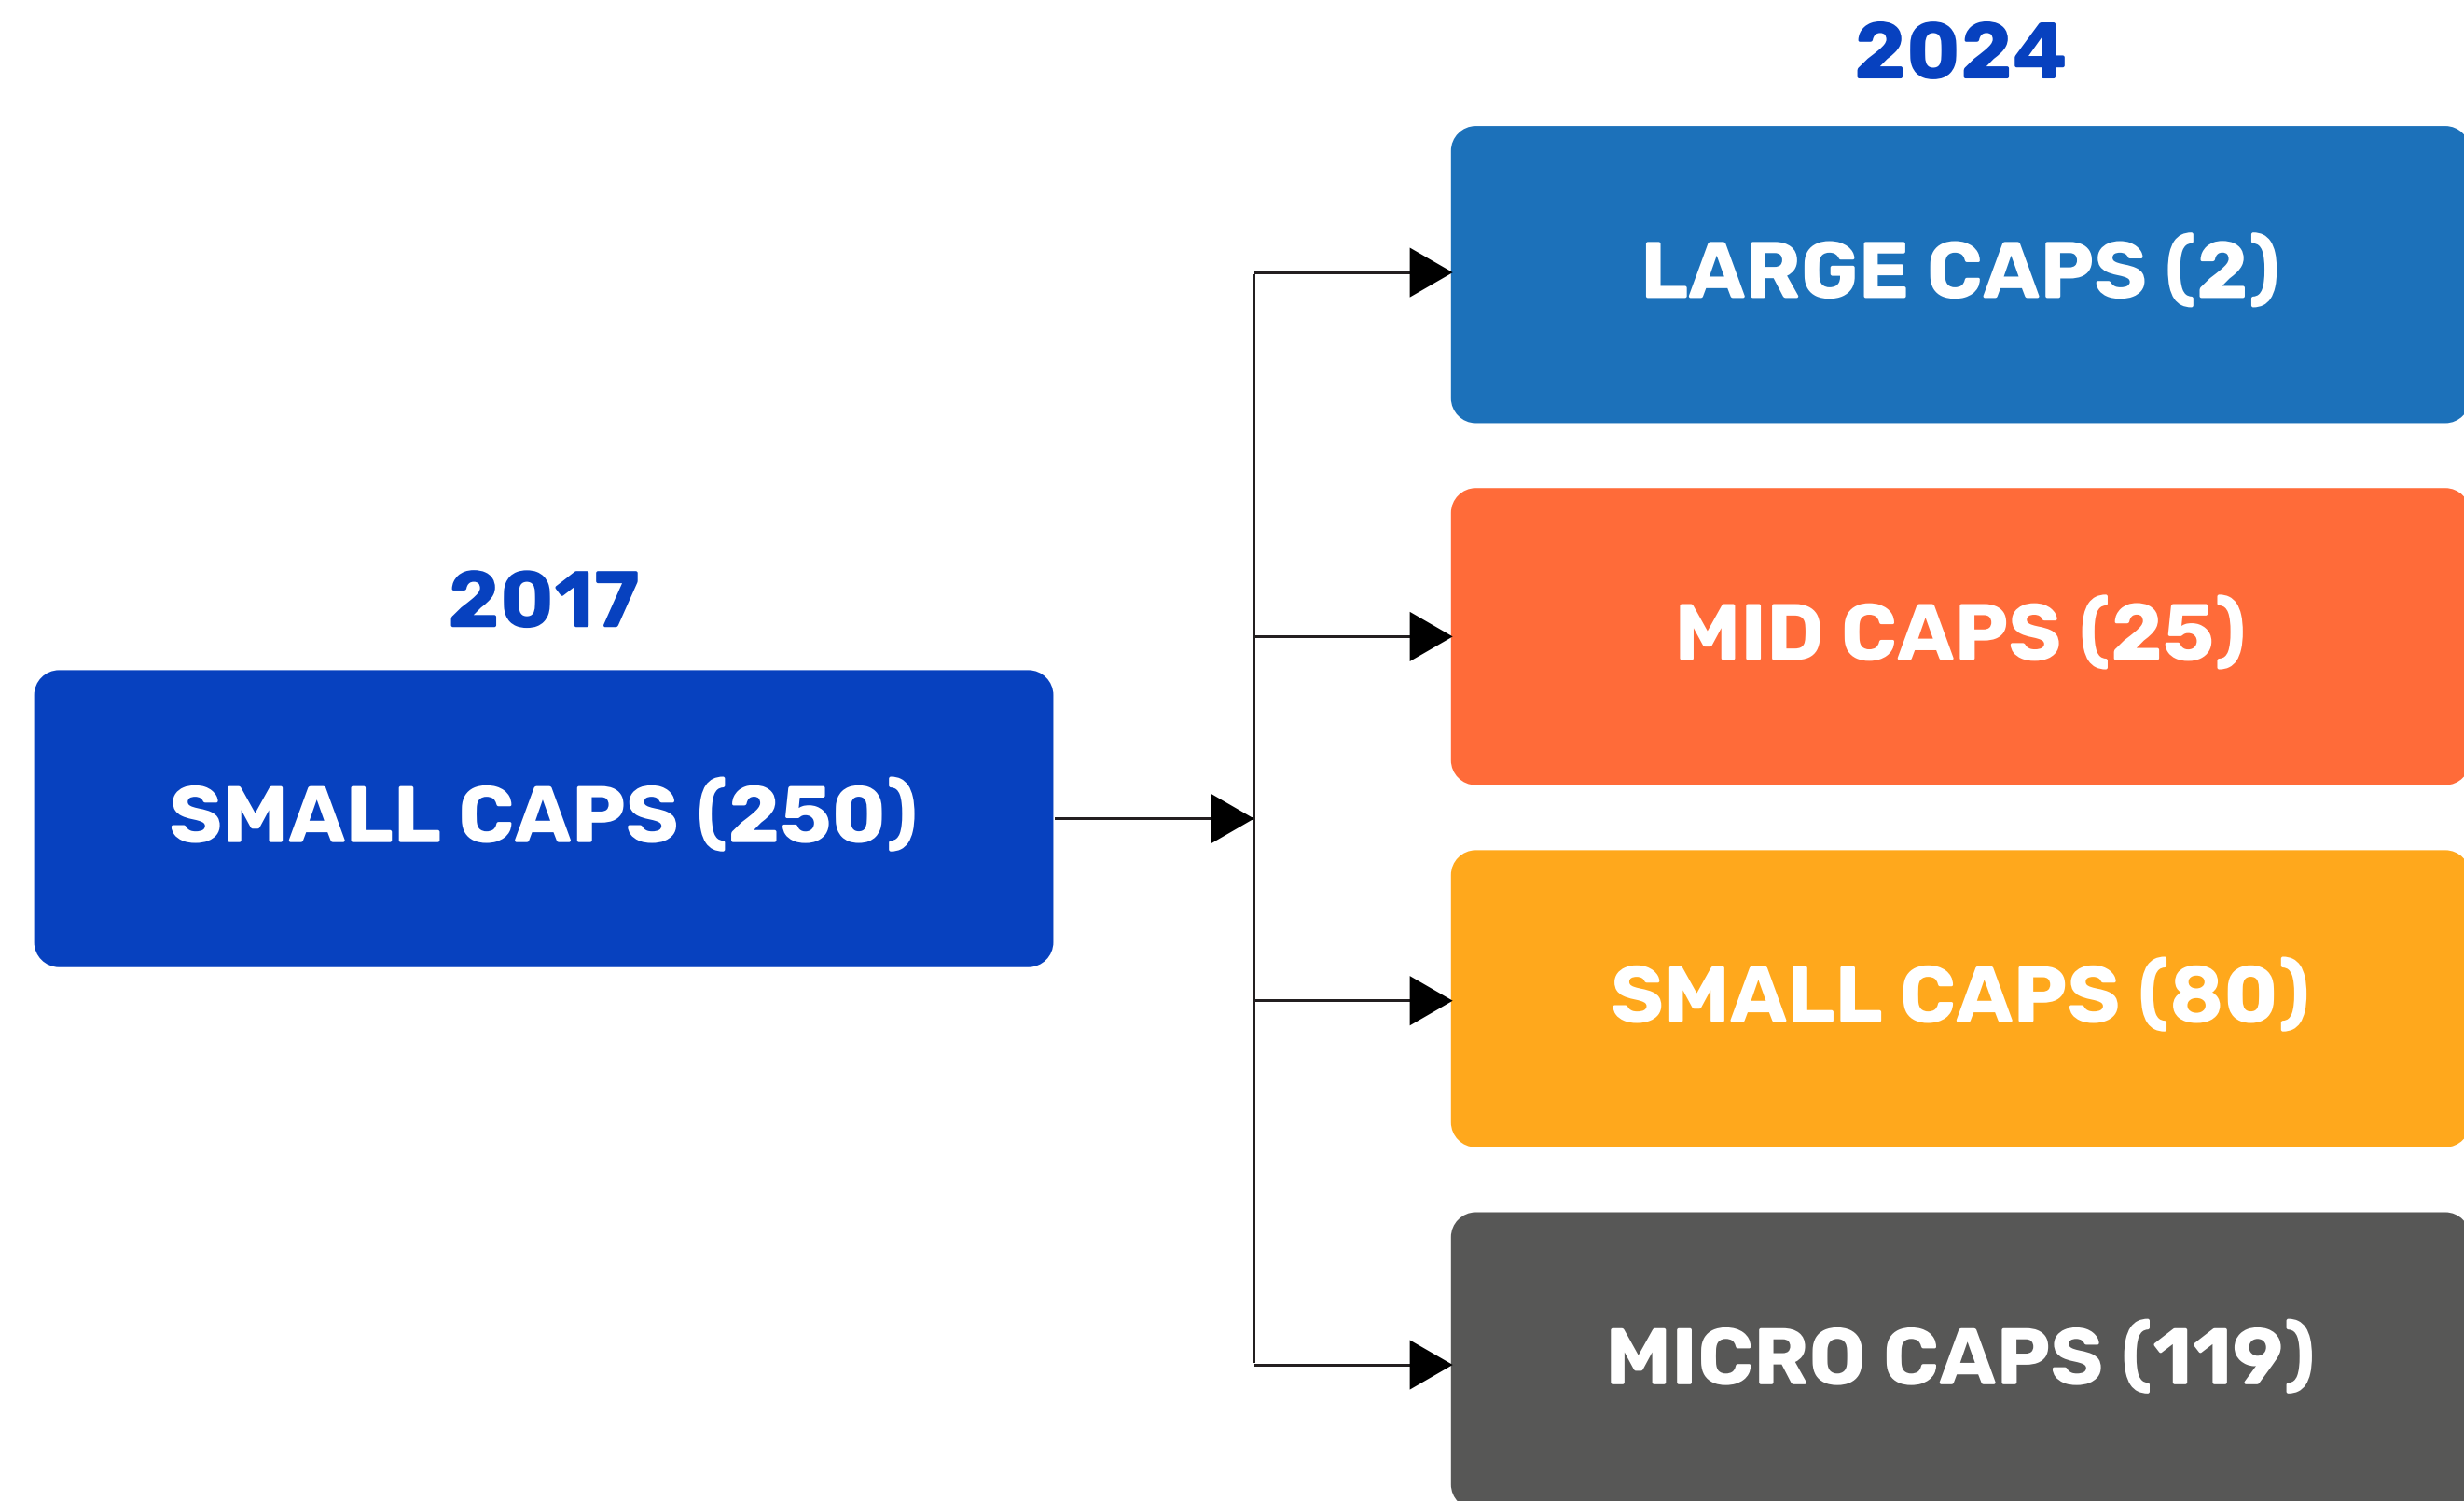 2017
SMALL CAPS (250)
2024
LARGE CAPS (2)
MID CAPS (25)
SMALL CAPS (80)
MICRO CAPS (119)